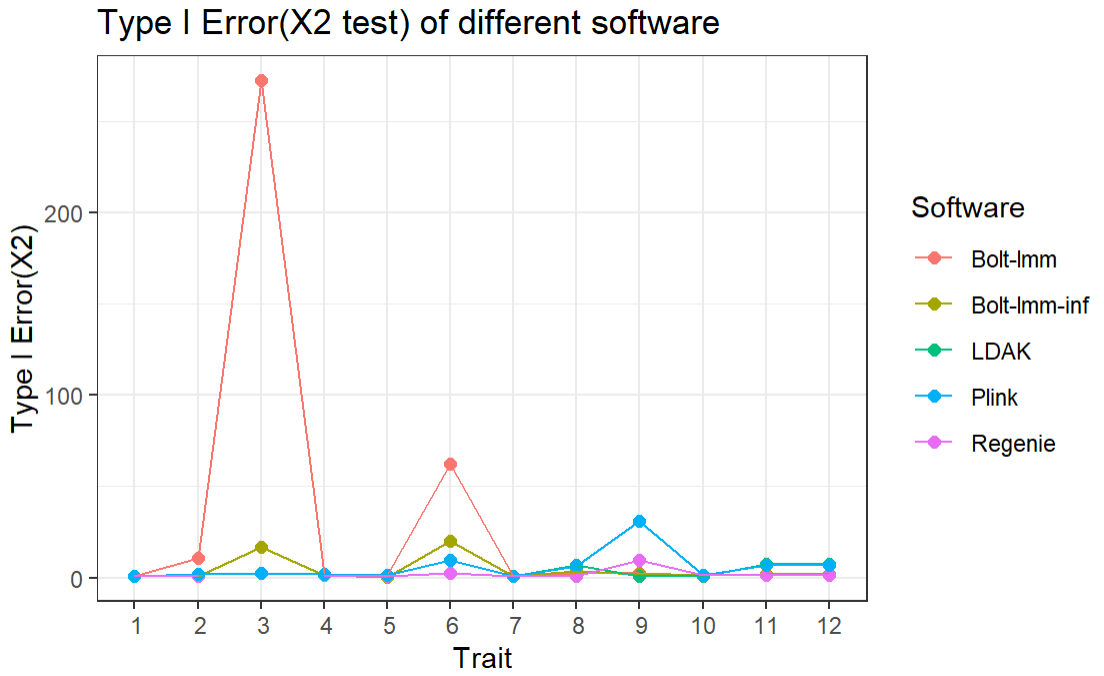 Type I Error(X2 test) of different software
Type I Error(X2)
200
100
0
1 2 3 4 5 6 7 8 9 10 11 12
Trait
Software
Bolt-lmm
Bolt-lmm-inf
LDAK
Plink
Regenie